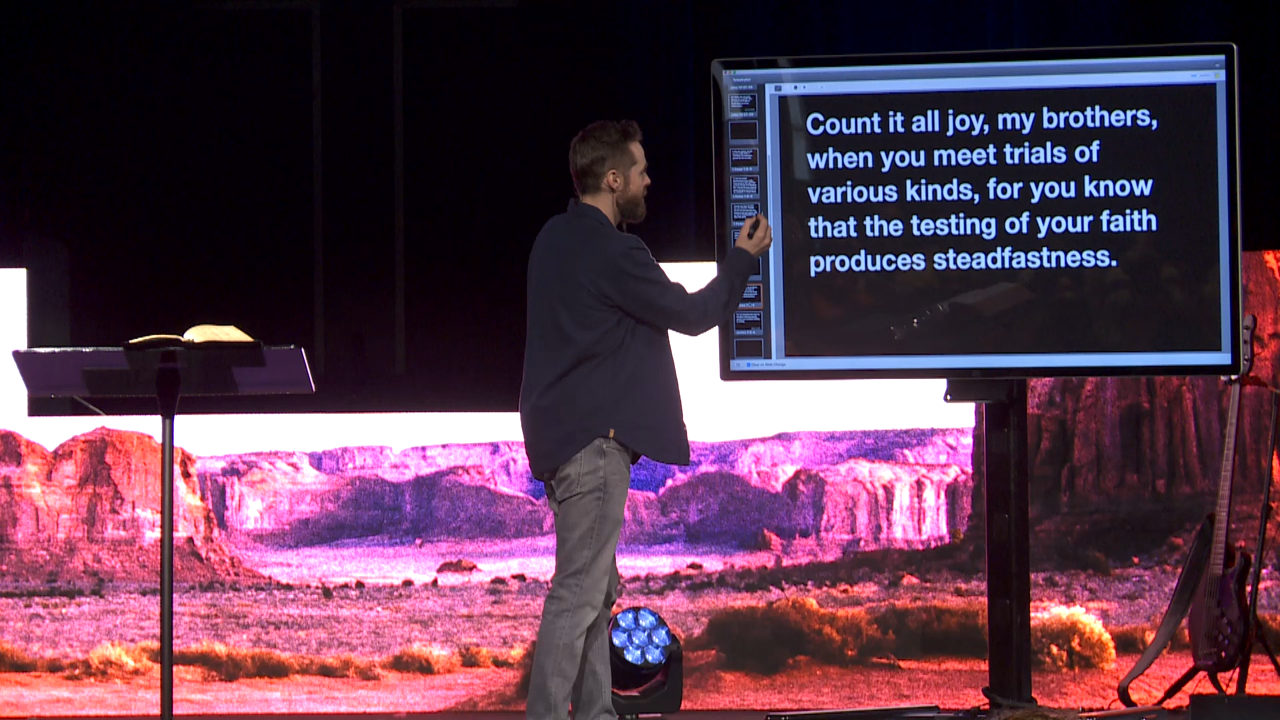 Count it all joy, my brothers,
when you meet trials of
various kinds, for you know
that the testing of your faith
produces steadfastness.